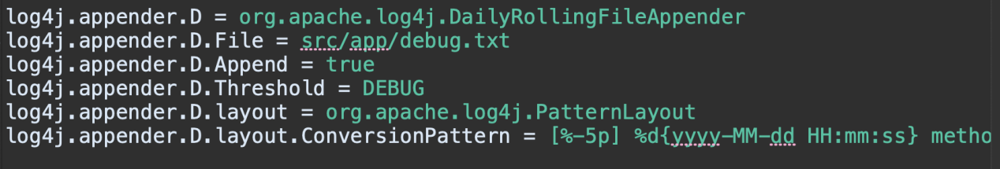 log4j.appender.D = org.apache.log4j.DailyRollingFileAppender
log4j.appender.D.File = src/app/debug.txt
log4j.appender.D.Append = true
log4j.appender.D.Threshold = DEBUG
log4j.appender.D.layout = org.apache.log4j.PatternLayout
log4j.appender.D.layout.ConversionPattern = [%-5p] %d{yyyy-MM-dd HH:mm:ss} metho